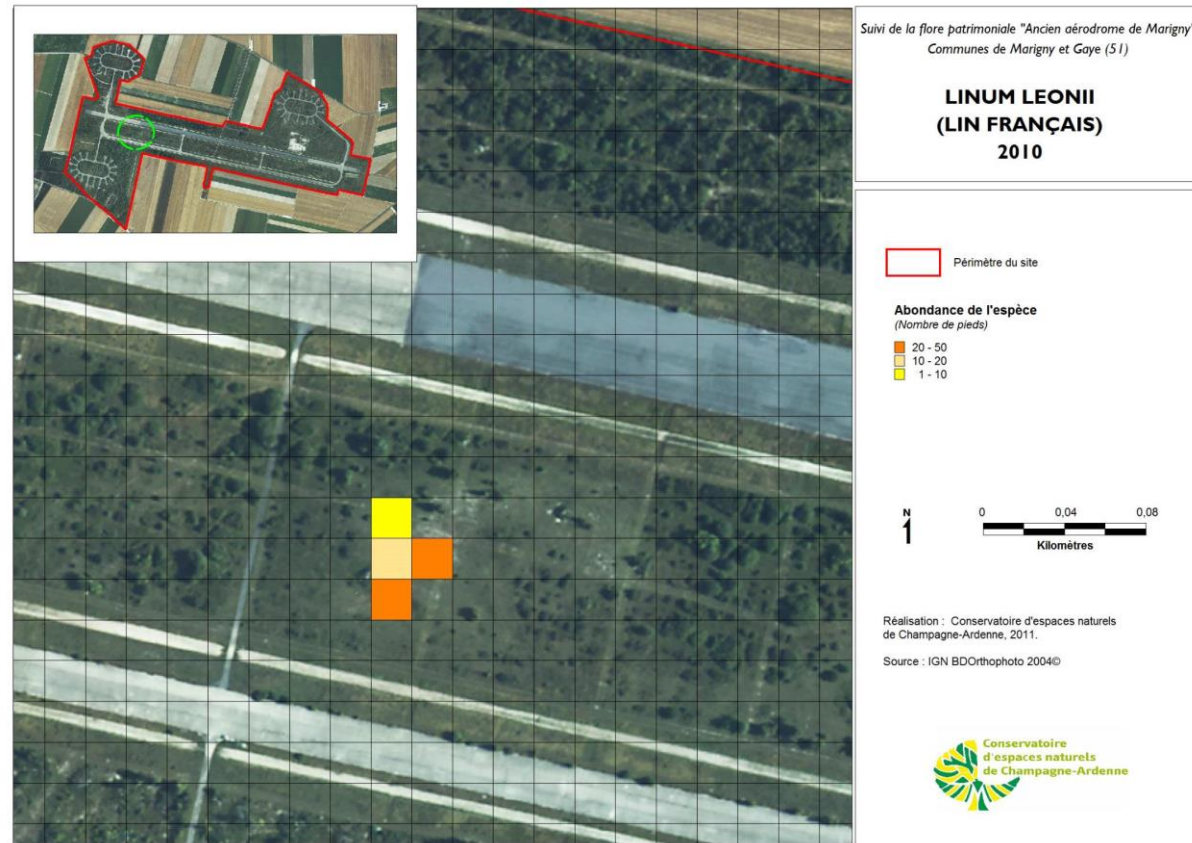 Suivi de la flore patrimoniale "Ancien aérodrome de Marigny"
Communes de Marigny et Gaye (51)
LINUM LEONII
(LIN FRANÇAIS)
2010
Périmètre du site
Abondance de l'espèce
(Nombre de pieds)
20 - 50
10 - 20
1 - 10
N
0 0,04 0,08
Kilomètres
Réalisation : Conservatoire d'espaces naturels
de Champagne-Ardenne, 2011.
Source : IGN BDOrthophoto 2004©
Conservatoire
d'espaces naturels
de Champagne-Ardenne